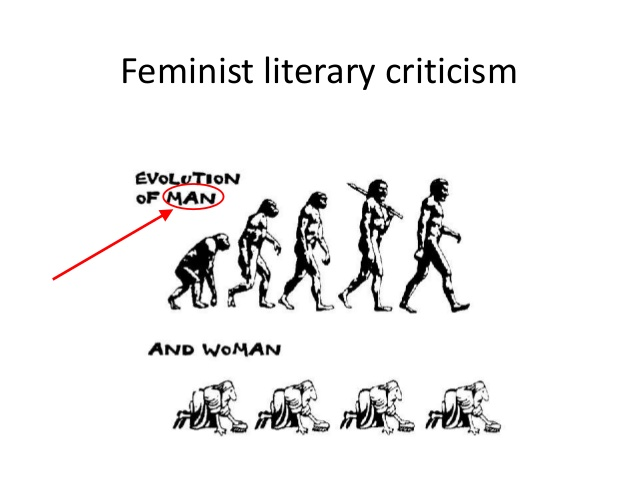 Feminist literary criticism
EVOLUTION
OF MAN
AND WOMAN